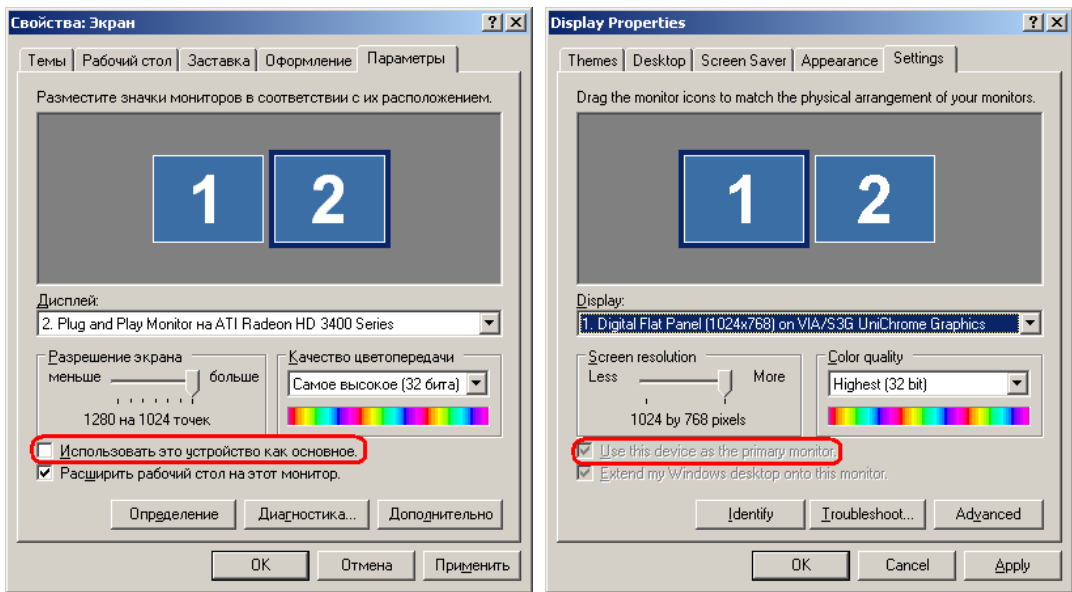 Свойства: Экран
Темы
Рабочий стол
Заставка
Оформление
Параметры
Разместите значки мониторов в соответствии с их расположением.
1
2
Дисплей:
2. Plug and Play Monitor на ATI Radeon HD 3400 Series
Разрешение экрана
меньше
больше
1280 на 1024 точек
Качество цветопередачи
Самое высокое (32 бита)
Использовать это устройство как основное.
Расширить рабочий стол на этот монитор.
Определение
Диагностика...
Дополнительно
OK
Отмена
Применить
Display Properties
Themes
Desktop
Screen Saver
Appearance
Settings
Drag the monitor icons to match the physical arrangement of your monitors.
1
2
Display:
1. Digital Flat Panel (1024x768) on VIA/S3G UniChrome Graphics
Screen resolution
Less
More
1024 by 768 pixels
Color quality
Highest (32 bit)
Use this device as the primary monitor.
Extend my Windows desktop onto this monitor.
Identify
Troubleshoot...
Advanced
OK
Cancel
Apply